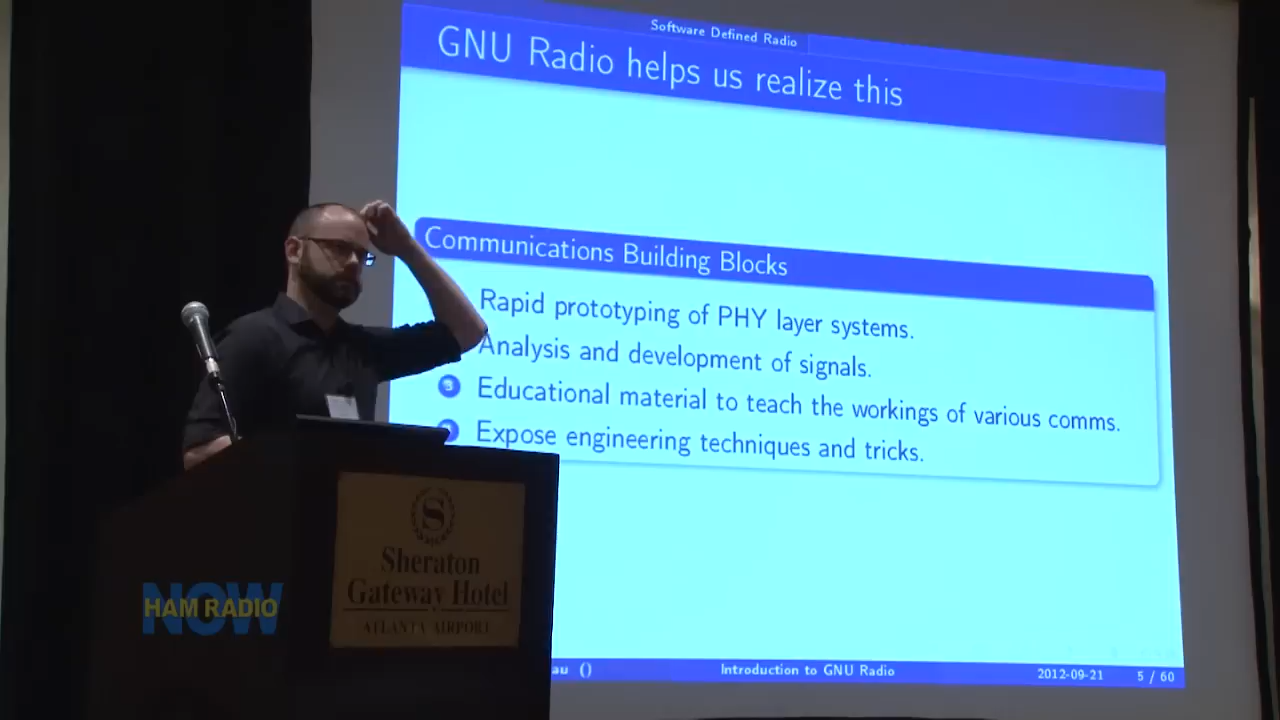 Software Defined Radio
GNU Radio helps us realize this
Communications Building Blocks
Rapid prototyping of PHY layer systems.
Analysis and development of signals.
3 Educational material to teach the workings of various comms.
Expose engineering techniques and tricks.
au () Introduction to GNU Radio 2012-09-21 5 / 60
S
Sheraton
Gateway Hotel
ATLANTA AIRPORT
NOW
HAM RADIO